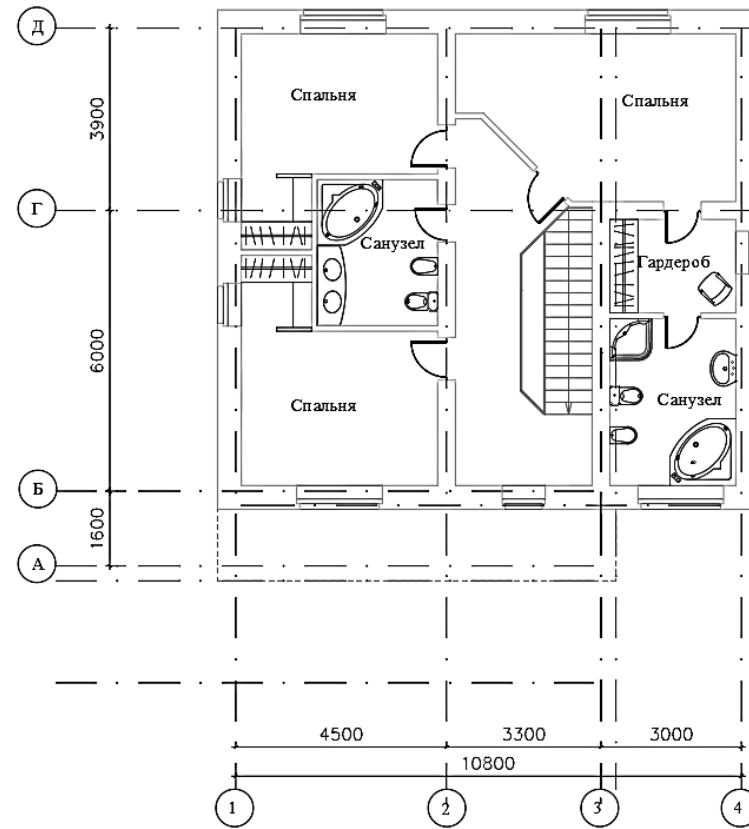 Д
Спальня
Спальня
3900
Г
Санузел
Гардероб
6000
Спальня
Санузел
Б
1600
А
4500
3300
3000
10800
1
2
3
4